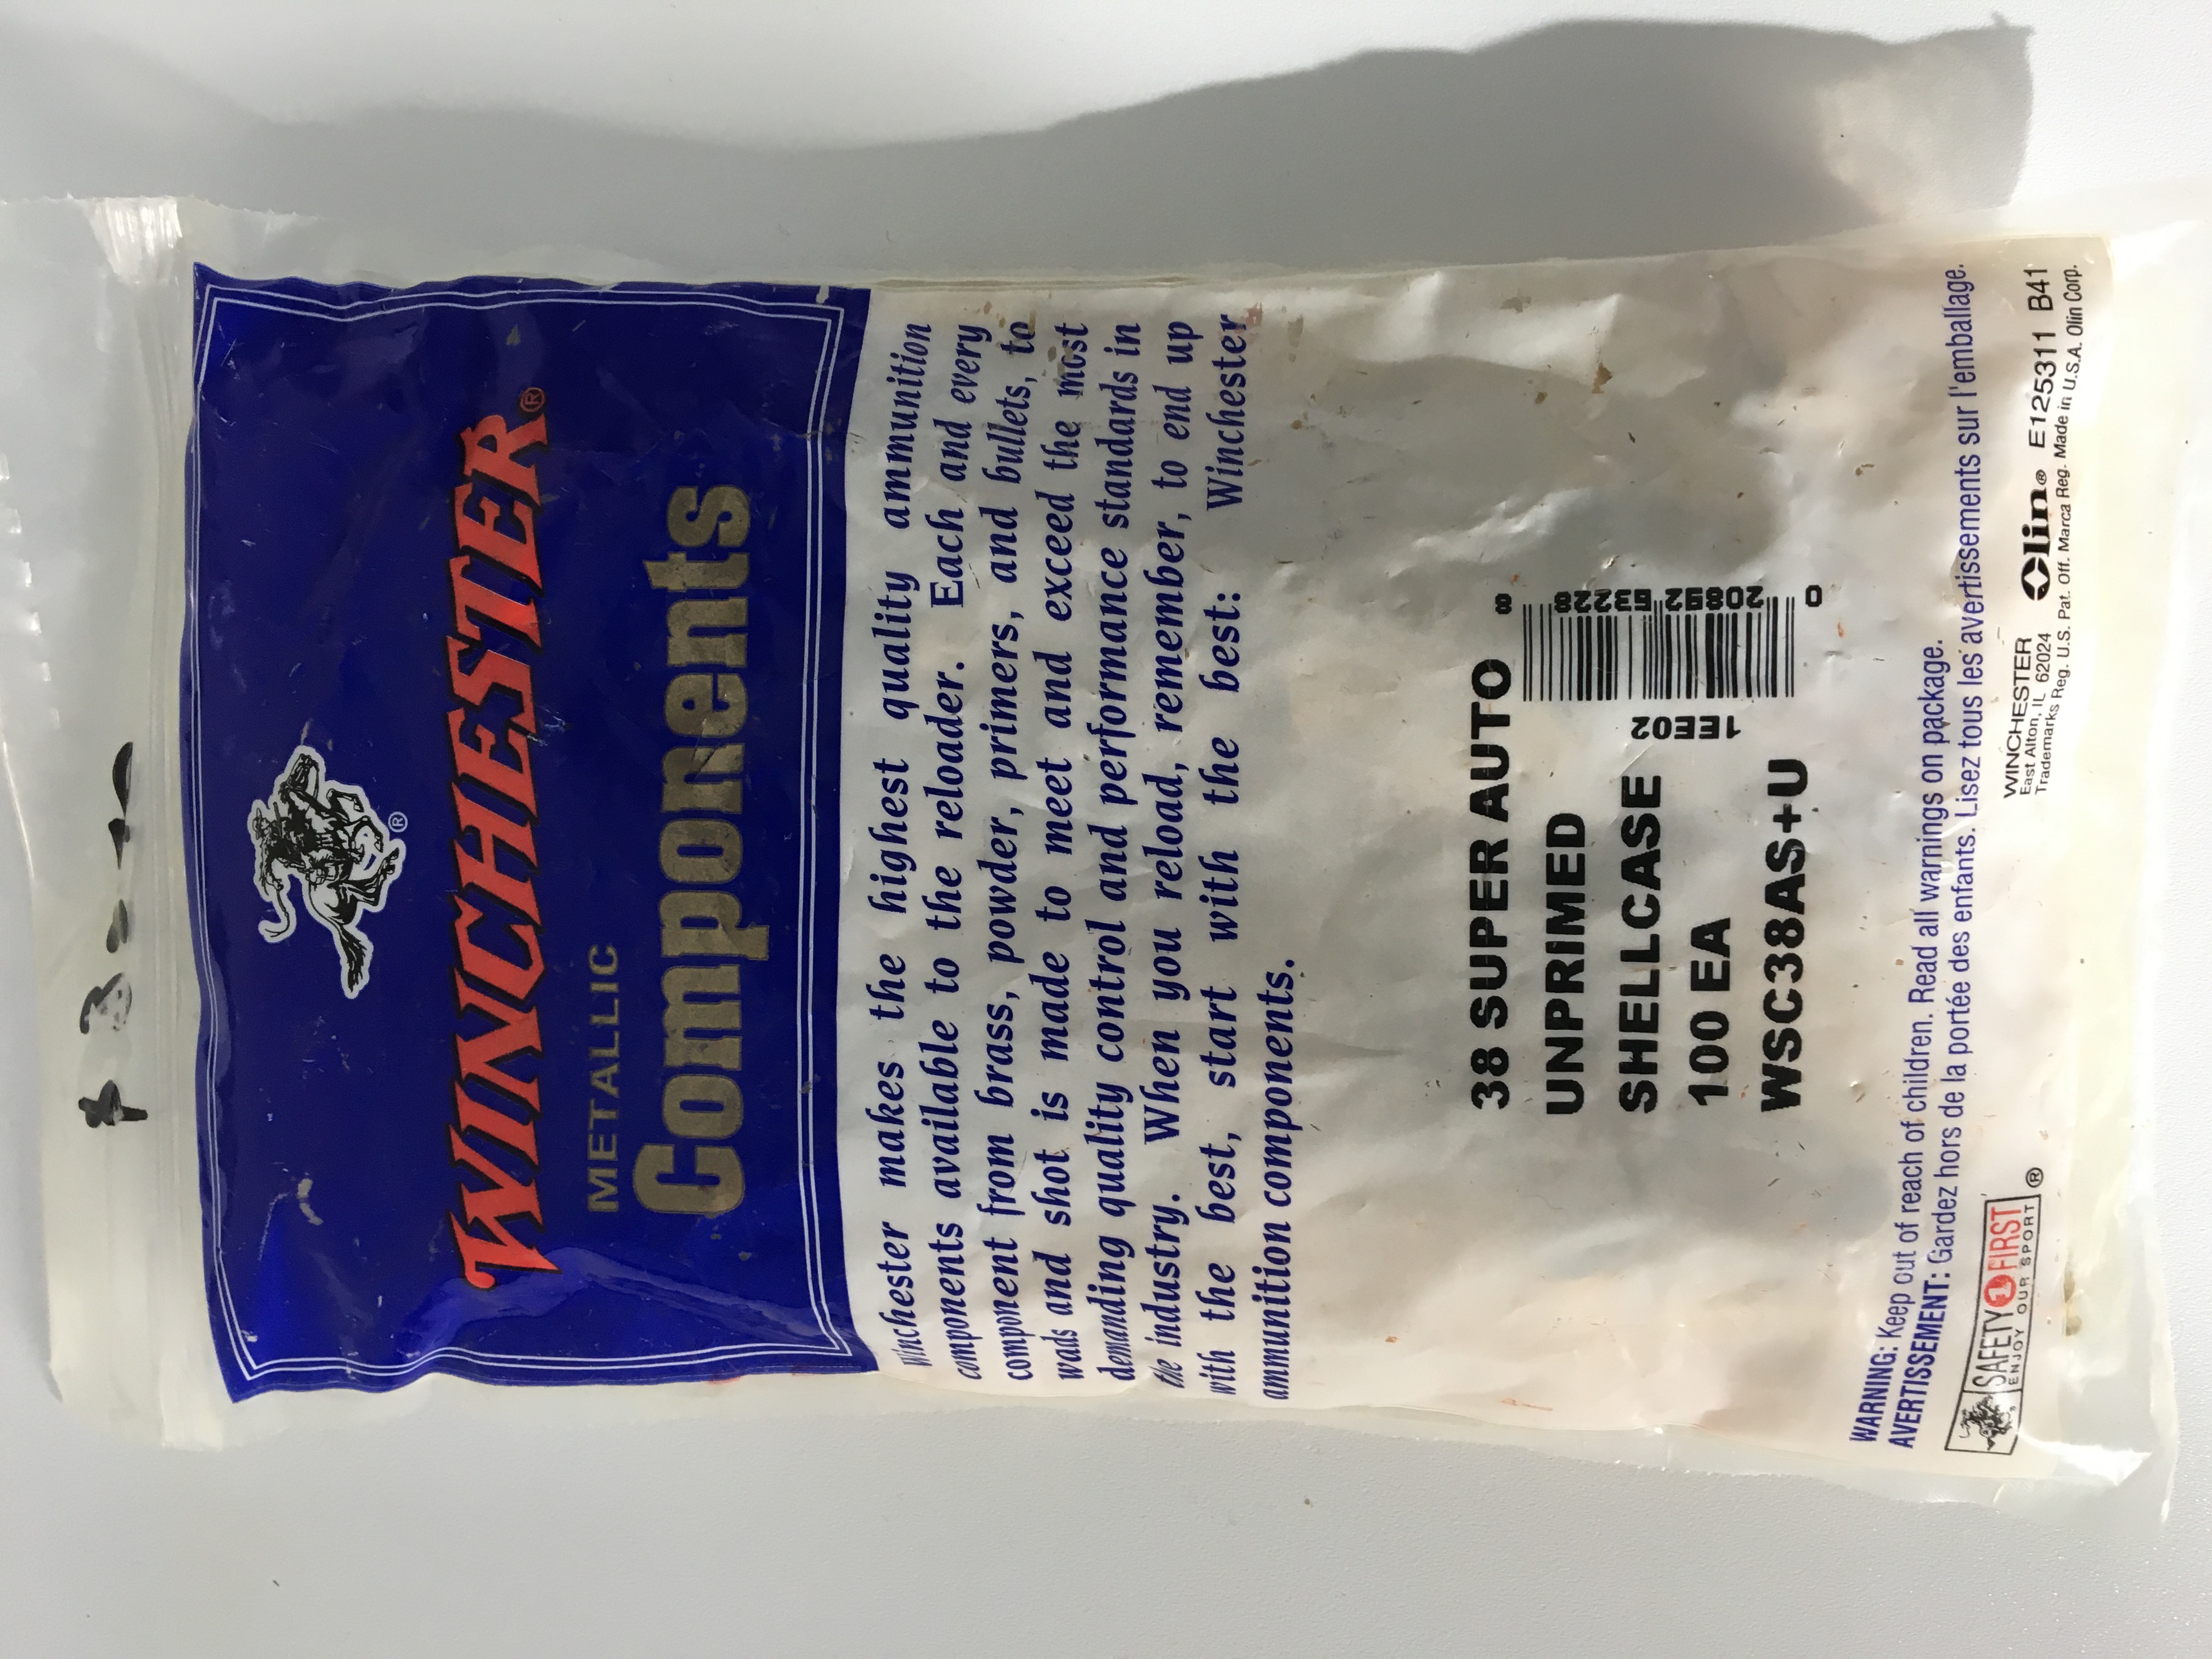 WINCHESTER®
METALLIC
Components
Winchester makes the highest quality ammunition
components available to the reloader. Each and every
component from brass, powder, primers, and bullets, to
wads and shot is made to meet and exceed the most
demanding quality control and performance standards in
the industry. When you reload, remember, to end up
with the best, start with the best: Winchester
ammunition components.
38 SUPER AUTO
UNPRIMED
SHELLCASE
100 EA
WSC38AS+U
1EE02
0 20892 53228 8
WARNING: Keep out of reach of children. Read all warnings on package.
AVERTISSEMENT: Gardez hors de la portée des enfants. Lisez tous les avertissements sur l'emballage.
SAFETY 1 FIRST ®
ENJOY OUR SPORT
WINCHESTER
East Alton, IL 62024
Olin® E125311 B41
Trademarks Reg. U.S. Pat. Off. Marca Reg. Made in U.S.A. Olin Corp.